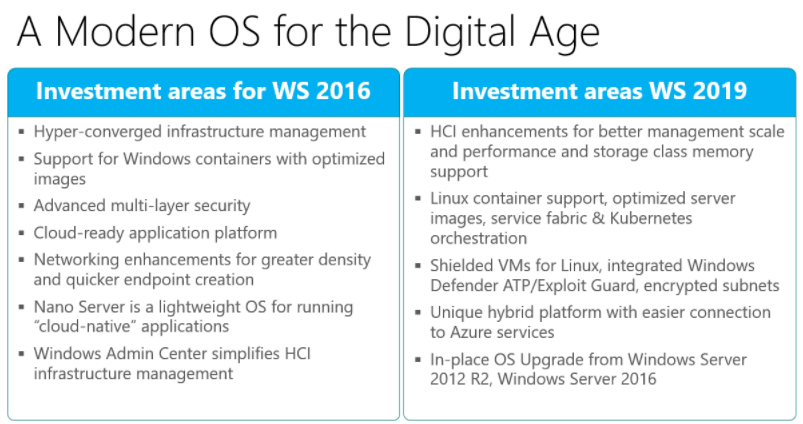 A Modern OS for the Digital Age
Investment areas for WS 2016
▪ Hyper-converged infrastructure management
▪ Support for Windows containers with optimized
images
▪ Advanced multi-layer security
▪ Cloud-ready application platform
▪ Networking enhancements for greater density
and quicker endpoint creation
▪ Nano Server is a lightweight OS for running
“cloud-native” applications
▪ Windows Admin Center simplifies HCI
infrastructure management
Investment areas WS 2019
▪ HCI enhancements for better management scale
and performance and storage class memory
support
▪ Linux container support, optimized server
images, service fabric & Kubernetes
orchestration
▪ Shielded VMs for Linux, integrated Windows
Defender ATP/Exploit Guard, encrypted subnets
▪ Unique hybrid platform with easier connection
to Azure services
▪ In-place OS Upgrade from Windows Server
2012 R2, Windows Server 2016